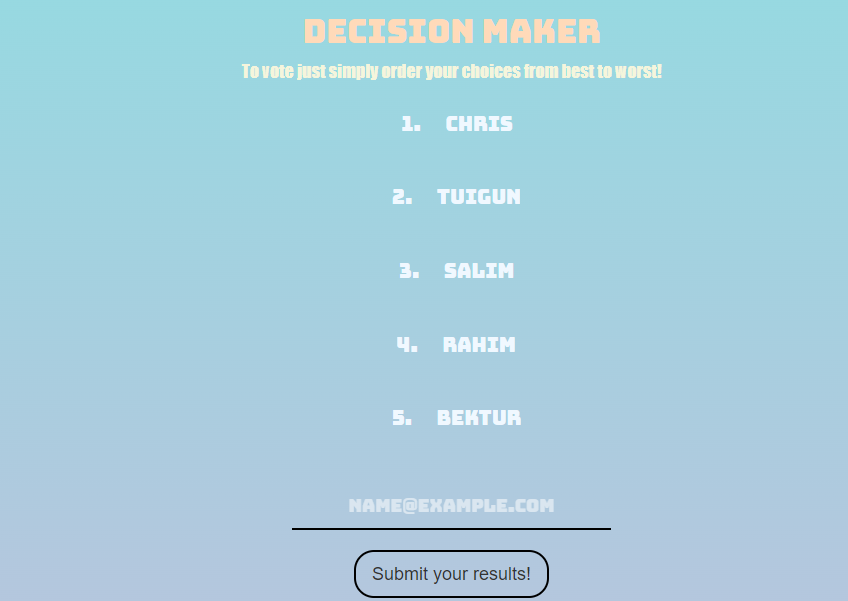 DECISION MAKER
To vote just simply order your choices from best to worst!
1. CHRIS
2. TUIGUN
3. SALIM
4. RAHIM
5. BEKTUR
NAME@EXAMPLE.COM
Submit your results!